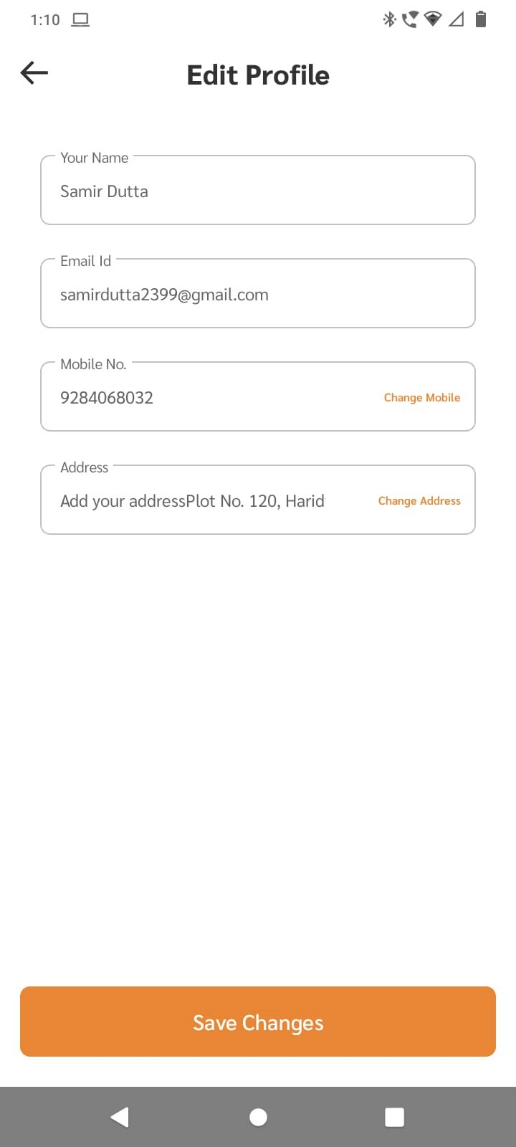 1:10
Edit Profile
Your Name
Samir Dutta
Email Id
samirdutta2399@gmail.com
Mobile No.
9284068032 Change Mobile
Address
Add your addressPlot No. 120, Harid Change Address
Save Changes